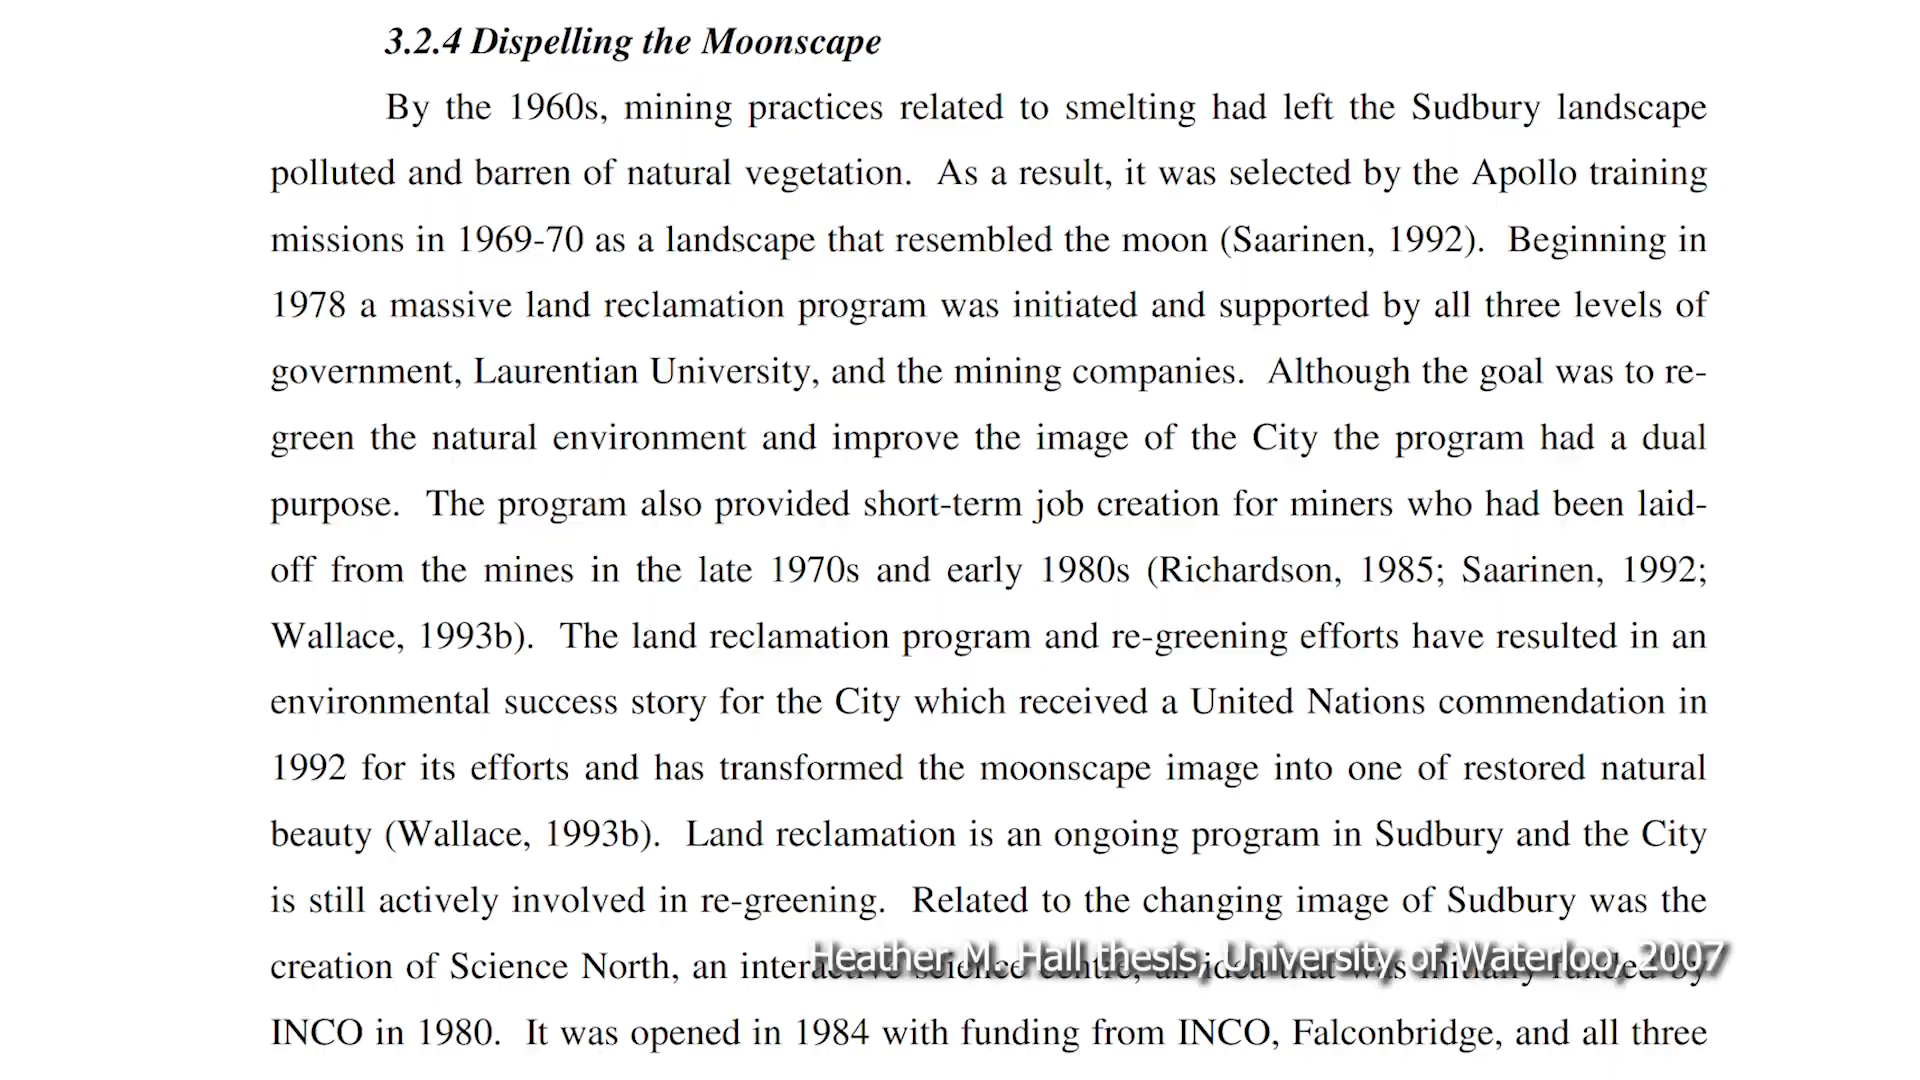 3.2.4 Dispelling the Moonscape
By the 1960s, mining practices related to smelting had left the Sudbury landscape
polluted and barren of natural vegetation. As a result, it was selected by the Apollo training
missions in 1969-70 as a landscape that resembled the moon (Saarinen, 1992). Beginning in
1978 a massive land reclamation program was initiated and supported by all three levels of
government, Laurentian University, and the mining companies. Although the goal was to re-
green the natural environment and improve the image of the City the program had a dual
purpose. The program also provided short-term job creation for miners who had been laid-
off from the mines in the late 1970s and early 1980s (Richardson, 1985; Saarinen, 1992;
Wallace, 1993b). The land reclamation program and re-greening efforts have resulted in an
environmental success story for the City which received a United Nations commendation in
1992 for its efforts and has transformed the moonscape image into one of restored natural
beauty (Wallace, 1993b). Land reclamation is an ongoing program in Sudbury and the City
is still actively involved in re-greening. Related to the changing image of Sudbury was the
creation of Science North, an interactive science centre, an idea that was initially funded by
Heather M. Hall thesis, University of Waterloo, 2007
INCO in 1980. It was opened in 1984 with funding from INCO, Falconbridge, and all three